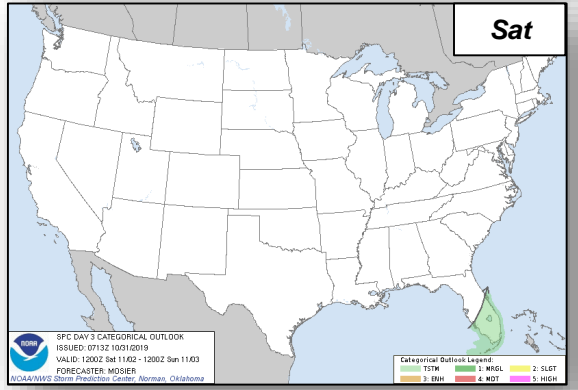 Sat
NOAA
SPC DAY 3 CATEGORICAL OUTLOOK
ISSUED: 0713Z 10/31/2019
VALID: 1200Z Sat 11/02 - 1200Z Sun 11/03
FORECASTER: MOSIER
NOAA/NWS Storm Prediction Center, Norman, Oklahoma
Categorical Outlook Legend:
TSTM 1: MRGL 2: SLGT
3: ENH 4: MDT 5: HIGH